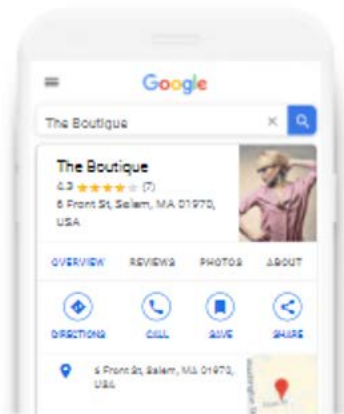 Google
The Boutique
The Boutique
4.3 (7)
6 Front St, Salem, MA 01970,
USA
OVERVIEW REVIEWS PHOTOS ABOUT
DIRECTIONS CALL SAVE SHARE
6 Front St, Salem, MA 01970,
USA